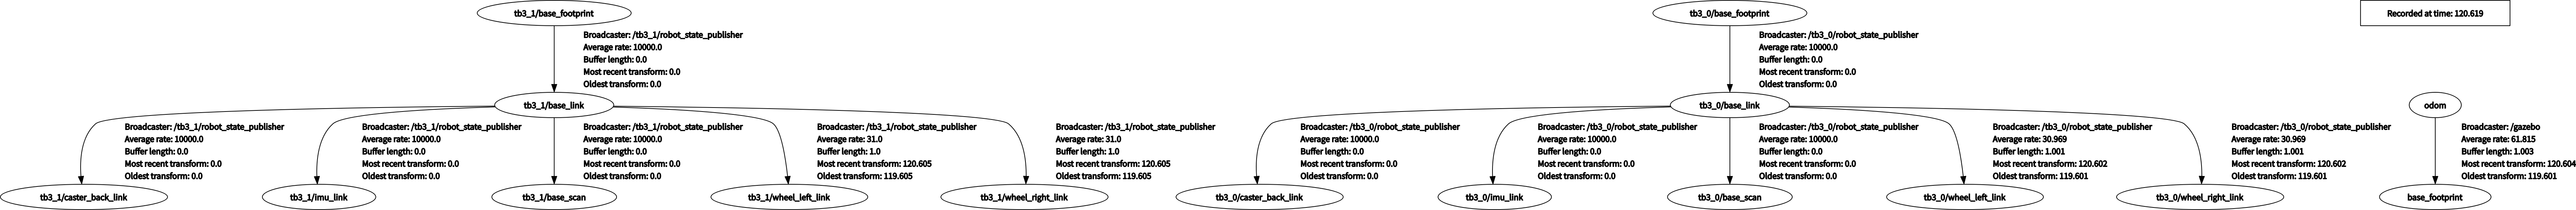 tb3_1/base_footprint
tb3_0/base_footprint
Recorded at time: 120.619
Broadcaster: /tb3_1/robot_state_publisher
Average rate: 10000.0
Buffer length: 0.0
Most recent transform: 0.0
Oldest transform: 0.0
Broadcaster: /tb3_0/robot_state_publisher
Average rate: 10000.0
Buffer length: 0.0
Most recent transform: 0.0
Oldest transform: 0.0
tb3_1/base_link
tb3_0/base_link
odom
Broadcaster: /tb3_1/robot_state_publisher
Average rate: 10000.0
Buffer length: 0.0
Most recent transform: 0.0
Oldest transform: 0.0
Broadcaster: /tb3_1/robot_state_publisher
Average rate: 10000.0
Buffer length: 0.0
Most recent transform: 0.0
Oldest transform: 0.0
Broadcaster: /tb3_1/robot_state_publisher
Average rate: 10000.0
Buffer length: 0.0
Most recent transform: 0.0
Oldest transform: 0.0
Broadcaster: /tb3_1/robot_state_publisher
Average rate: 31.0
Buffer length: 1.0
Most recent transform: 120.605
Oldest transform: 119.605
Broadcaster: /tb3_1/robot_state_publisher
Average rate: 31.0
Buffer length: 1.0
Most recent transform: 120.605
Oldest transform: 119.605
Broadcaster: /tb3_0/robot_state_publisher
Average rate: 10000.0
Buffer length: 0.0
Most recent transform: 0.0
Oldest transform: 0.0
Broadcaster: /tb3_0/robot_state_publisher
Average rate: 10000.0
Buffer length: 0.0
Most recent transform: 0.0
Oldest transform: 0.0
Broadcaster: /tb3_0/robot_state_publisher
Average rate: 10000.0
Buffer length: 0.0
Most recent transform: 0.0
Oldest transform: 0.0
Broadcaster: /tb3_0/robot_state_publisher
Average rate: 30.969
Buffer length: 1.001
Most recent transform: 120.602
Oldest transform: 119.601
Broadcaster: /tb3_0/robot_state_publisher
Average rate: 30.969
Buffer length: 1.001
Most recent transform: 120.602
Oldest transform: 119.601
Broadcaster: /gazebo
Average rate: 61.815
Buffer length: 1.003
Most recent transform: 120.604
Oldest transform: 119.601
tb3_1/caster_back_link
tb3_1/imu_link
tb3_1/base_scan
tb3_1/wheel_left_link
tb3_1/wheel_right_link
tb3_0/caster_back_link
tb3_0/imu_link
tb3_0/base_scan
tb3_0/wheel_left_link
tb3_0/wheel_right_link
base_footprint